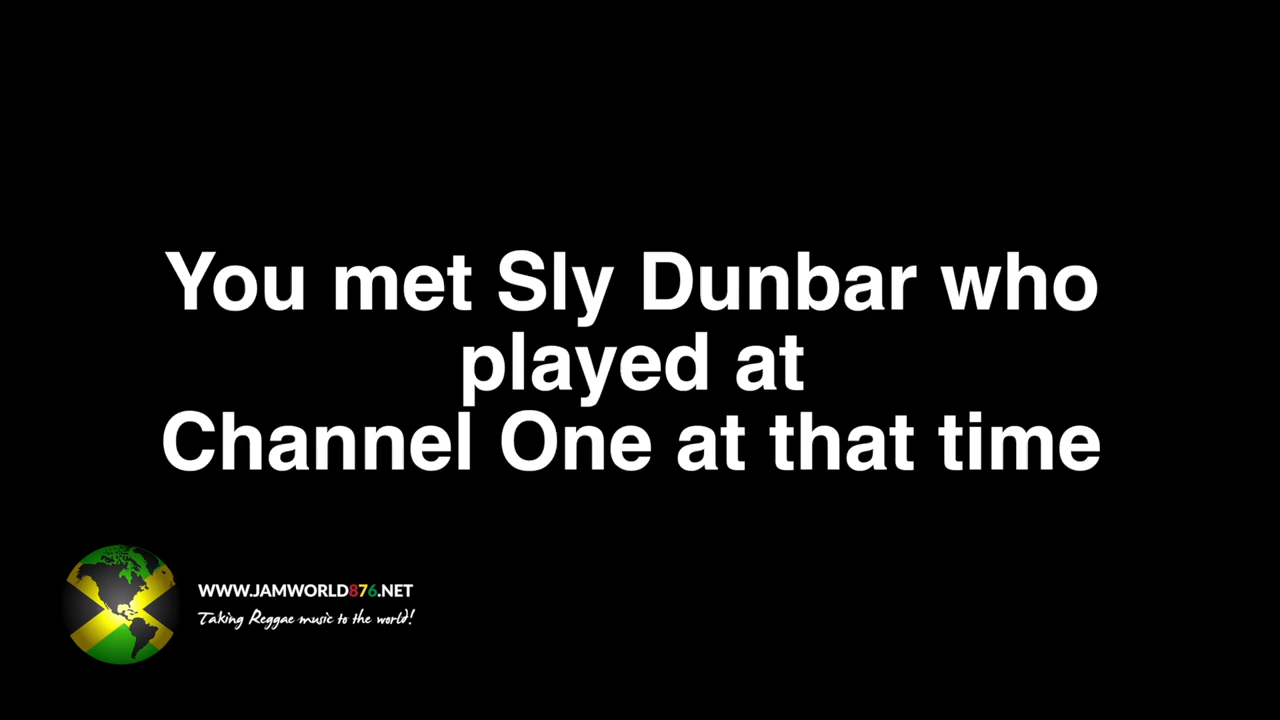 You met Sly Dunbar who
played at
Channel One at that time
WWW.JAMWORLD876.NET
Taking Reggae music to the world!